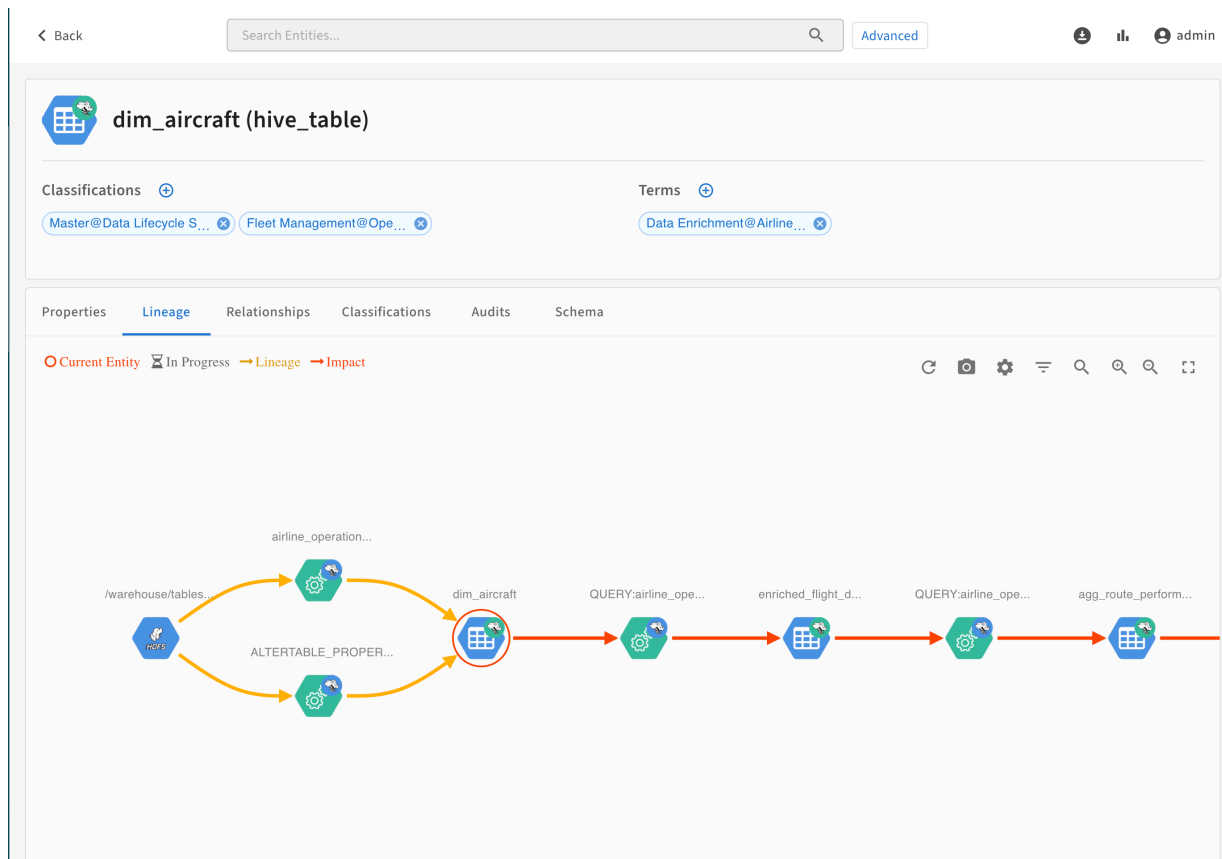 Back
Search Entities...
Advanced
admin
dim_aircraft (hive_table)
Classifications
Terms
Master@Data Lifecycle S...
Fleet Management@Ope...
Data Enrichment@Airline...
Properties
Lineage
Relationships
Classifications
Audits
Schema
Current Entity
In Progress
Lineage
Impact
airline_operation...
/warehouse/tables...
dim_aircraft
QUERY:airline_ope...
enriched_flight_d...
QUERY:airline_ope...
agg_route_perform...
HDFS
ALTERTABLE_PROPER...